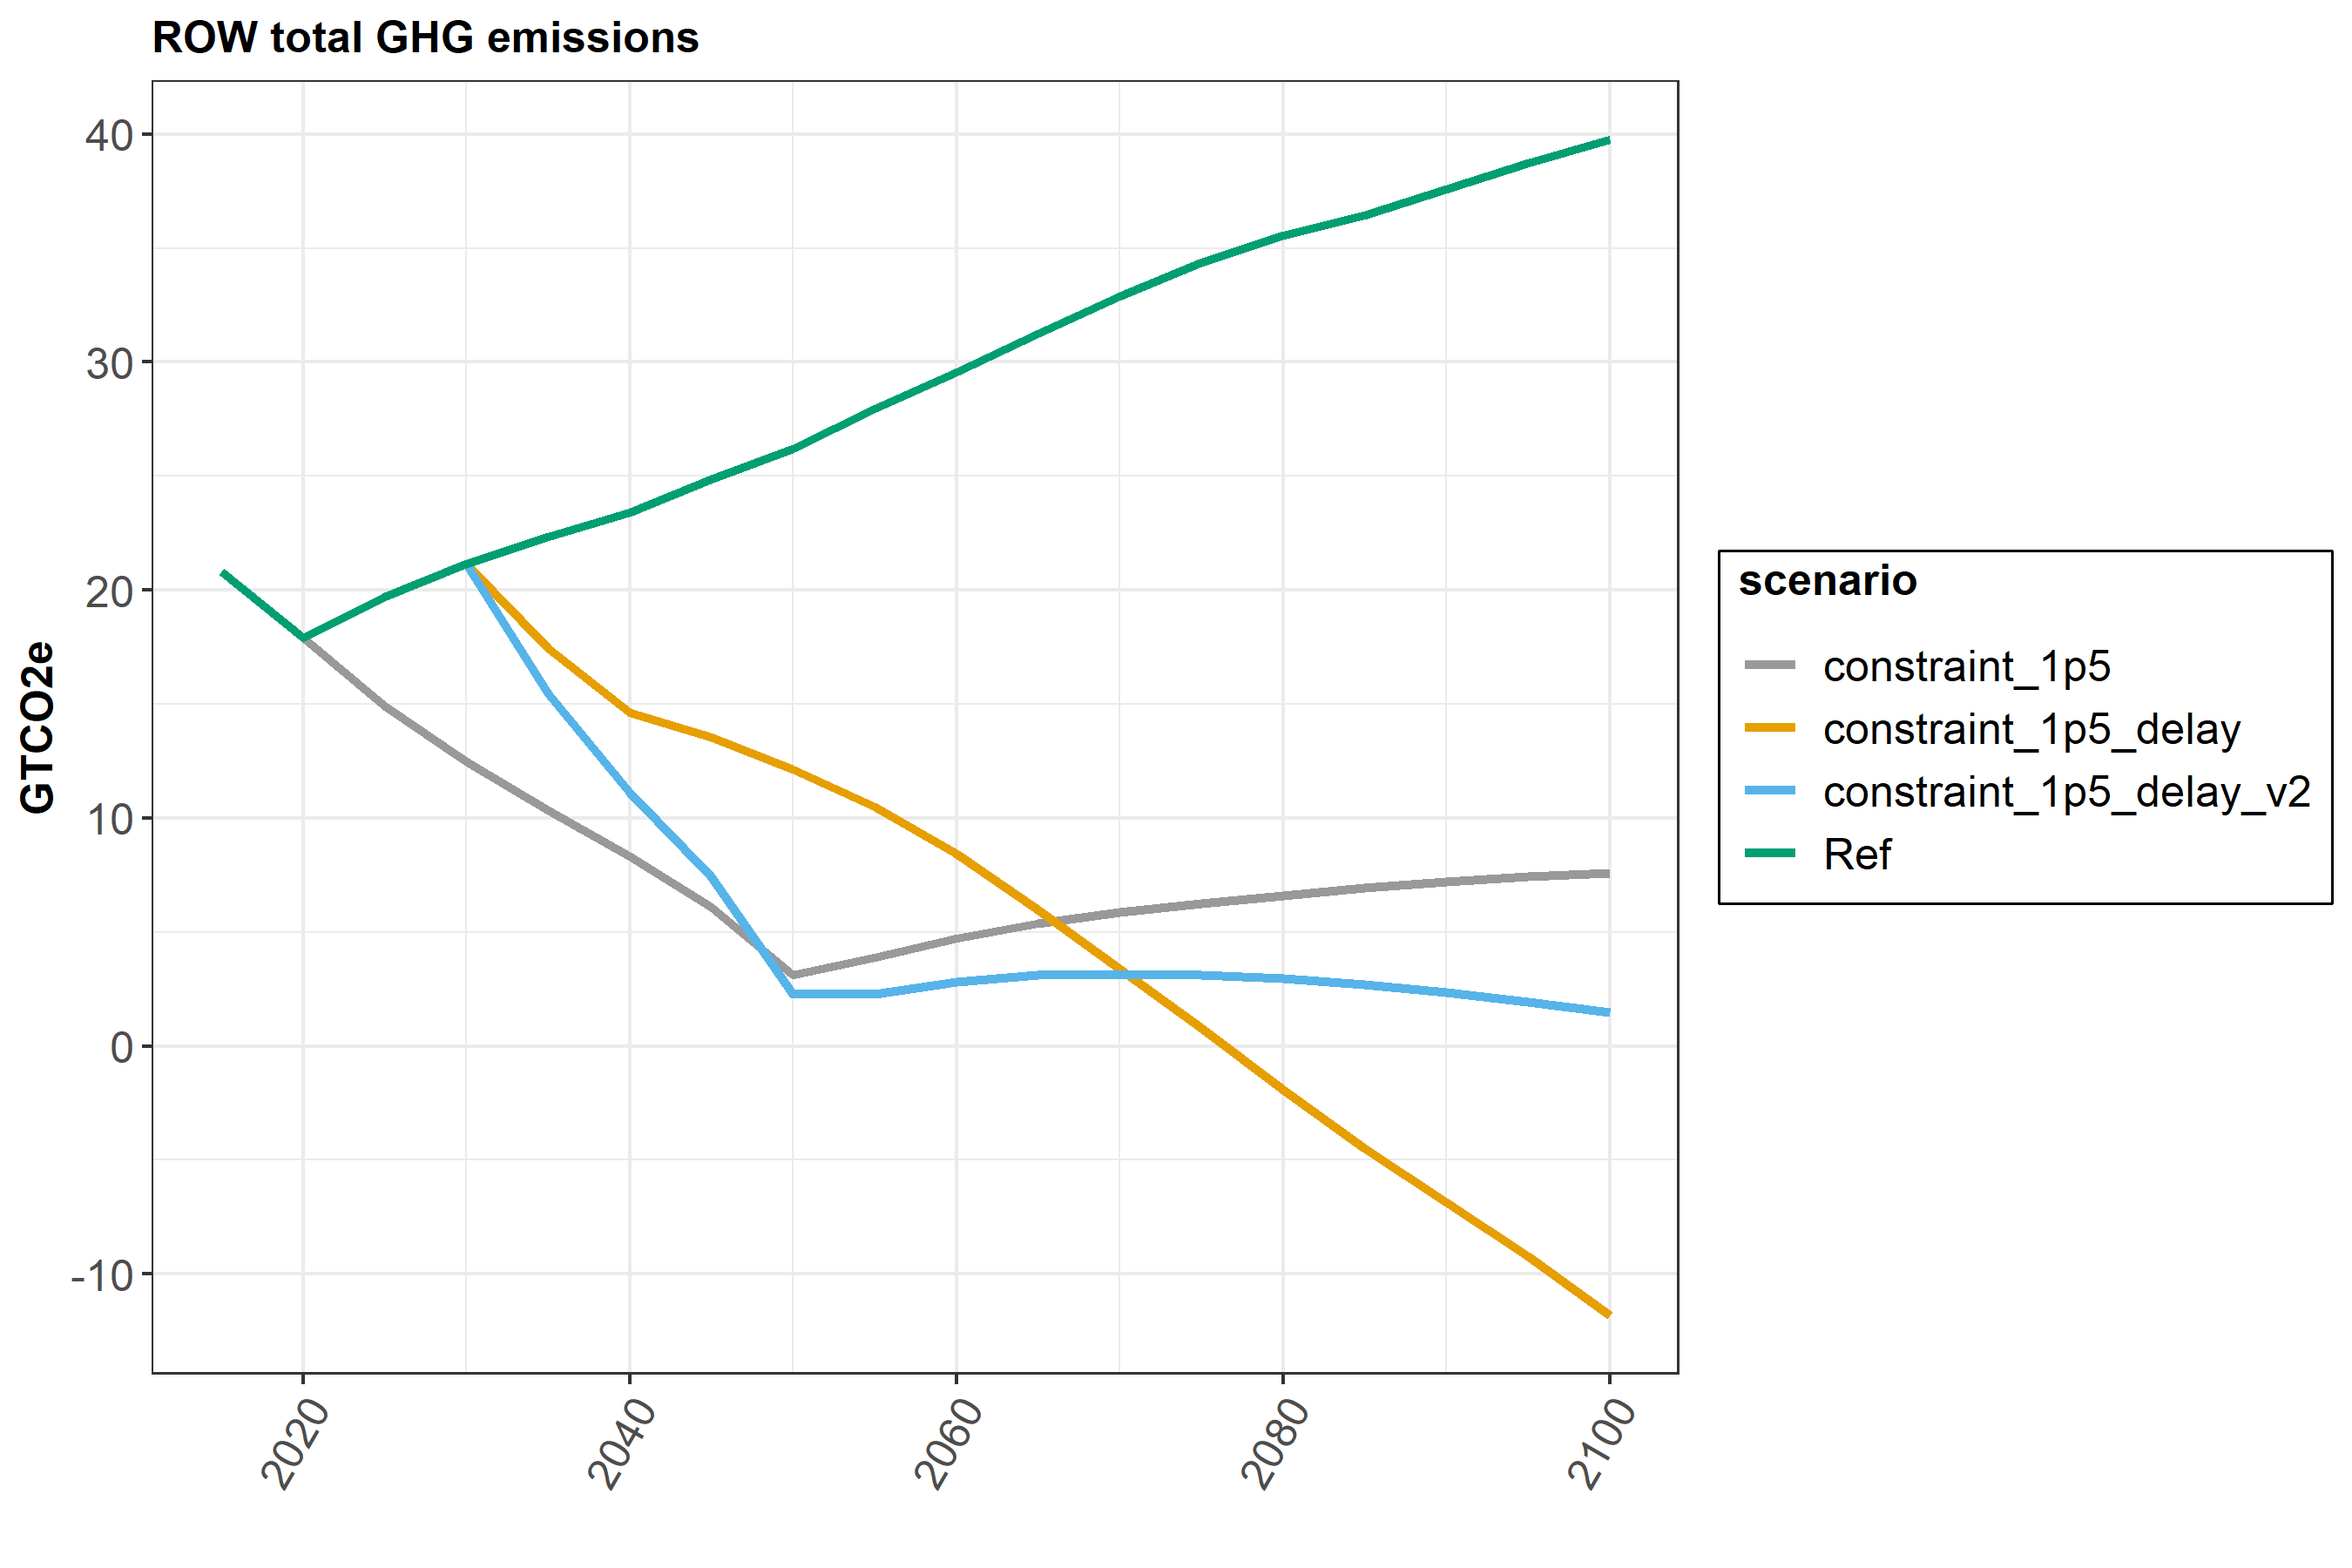 ROW total GHG emissions
40
30
20
10
0
-10
GTCO2e
2020
2040
2060
2080
2100
scenario
constraint_1p5
constraint_1p5_delay
constraint_1p5_delay_v2
Ref